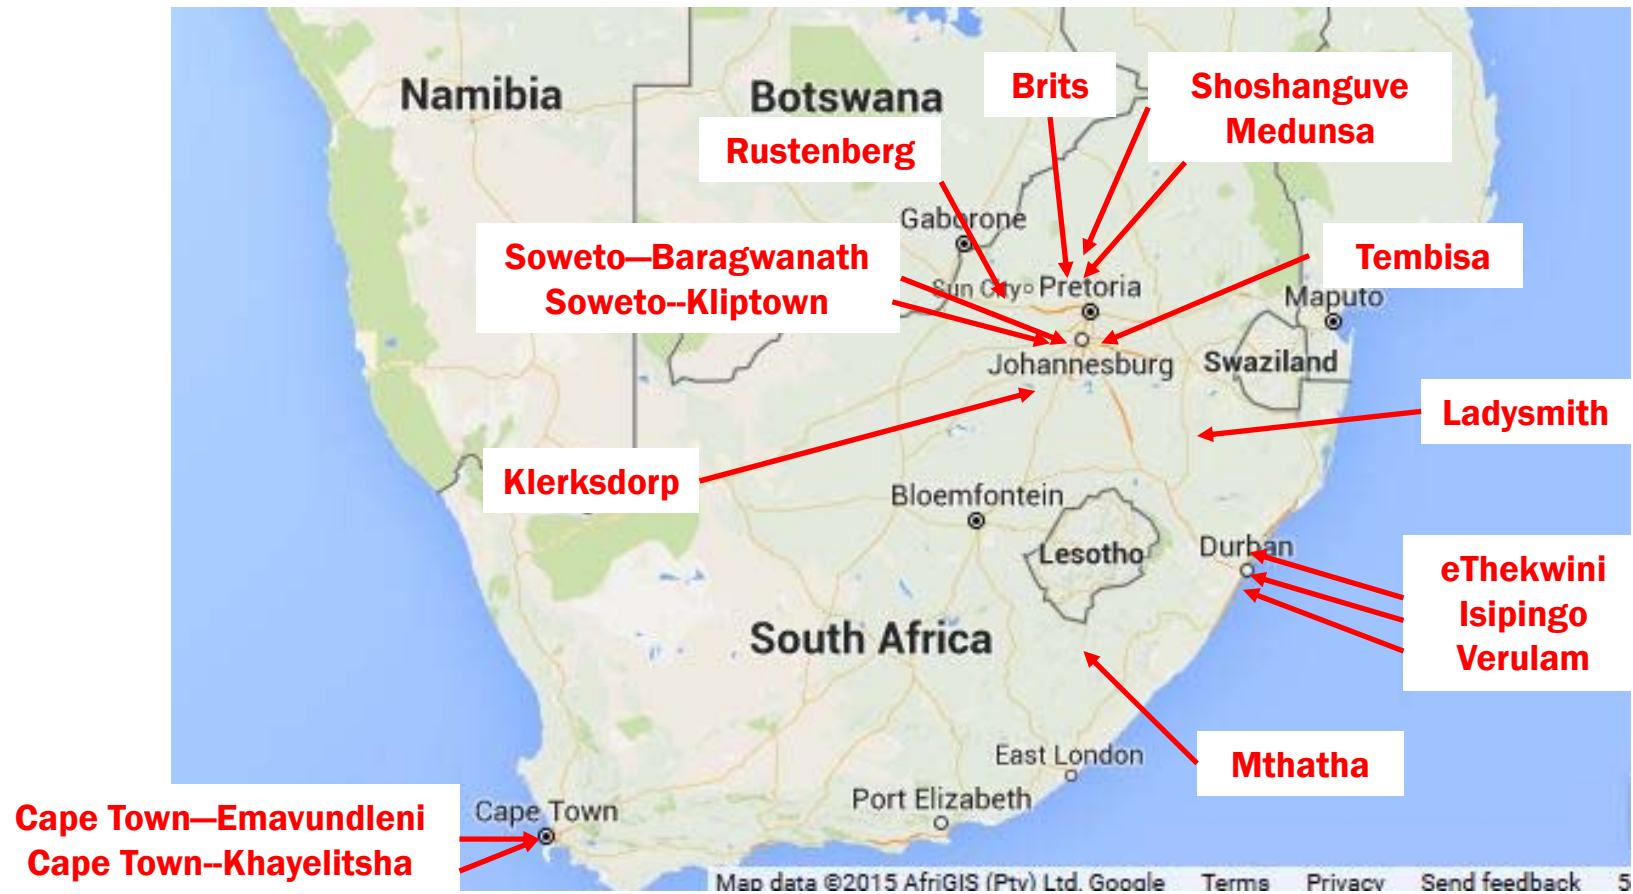 Namibia
Botswana
Brits
Shoshanguve
Medunsa
Rustenberg
Gaborone
Soweto—Baragwanath
Soweto--Kliptown
Tembisa
Sun City
Pretoria
Maputo
Johannesburg
Swaziland
Ladysmith
Klerksdorp
Bloemfontein
Lesotho
Durban
eThekwini
Isipingo
Verulam
South Africa
East London
Mthatha
Port Elizabeth
Cape Town
Cape Town—Emavundleni
Cape Town--Khayelitsha
Map data ©2015 AfriGIS (Pty) Ltd, Google Terms Privacy Send feedback